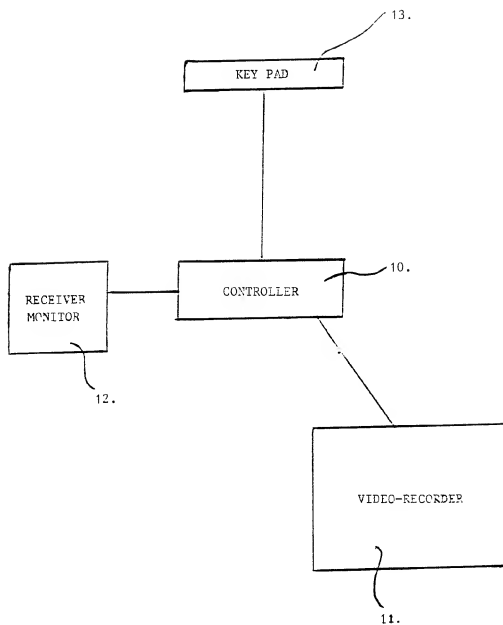 13.
KEY PAD
10.
CONTROLLER
RECEIVER
MONITOR
12.
VIDEO-RECORDER
11.